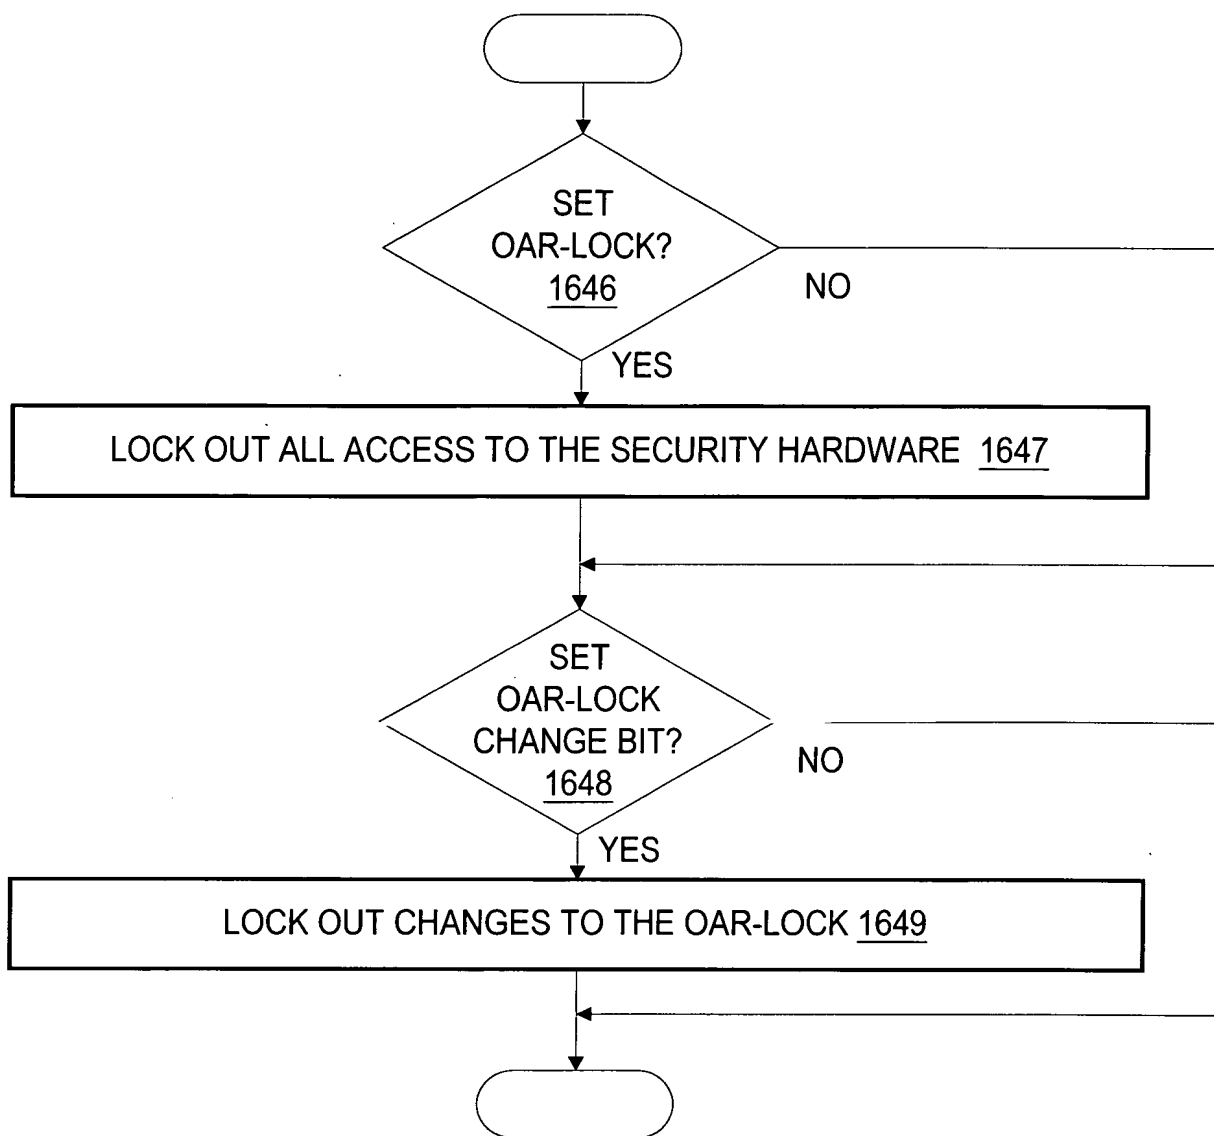 SET
OAR-LOCK?
1646
NO
YES
LOCK OUT ALL ACCESS TO THE SECURITY HARDWARE 1647
SET
OAR-LOCK
CHANGE BIT?
1648
NO
YES
LOCK OUT CHANGES TO THE OAR-LOCK 1649